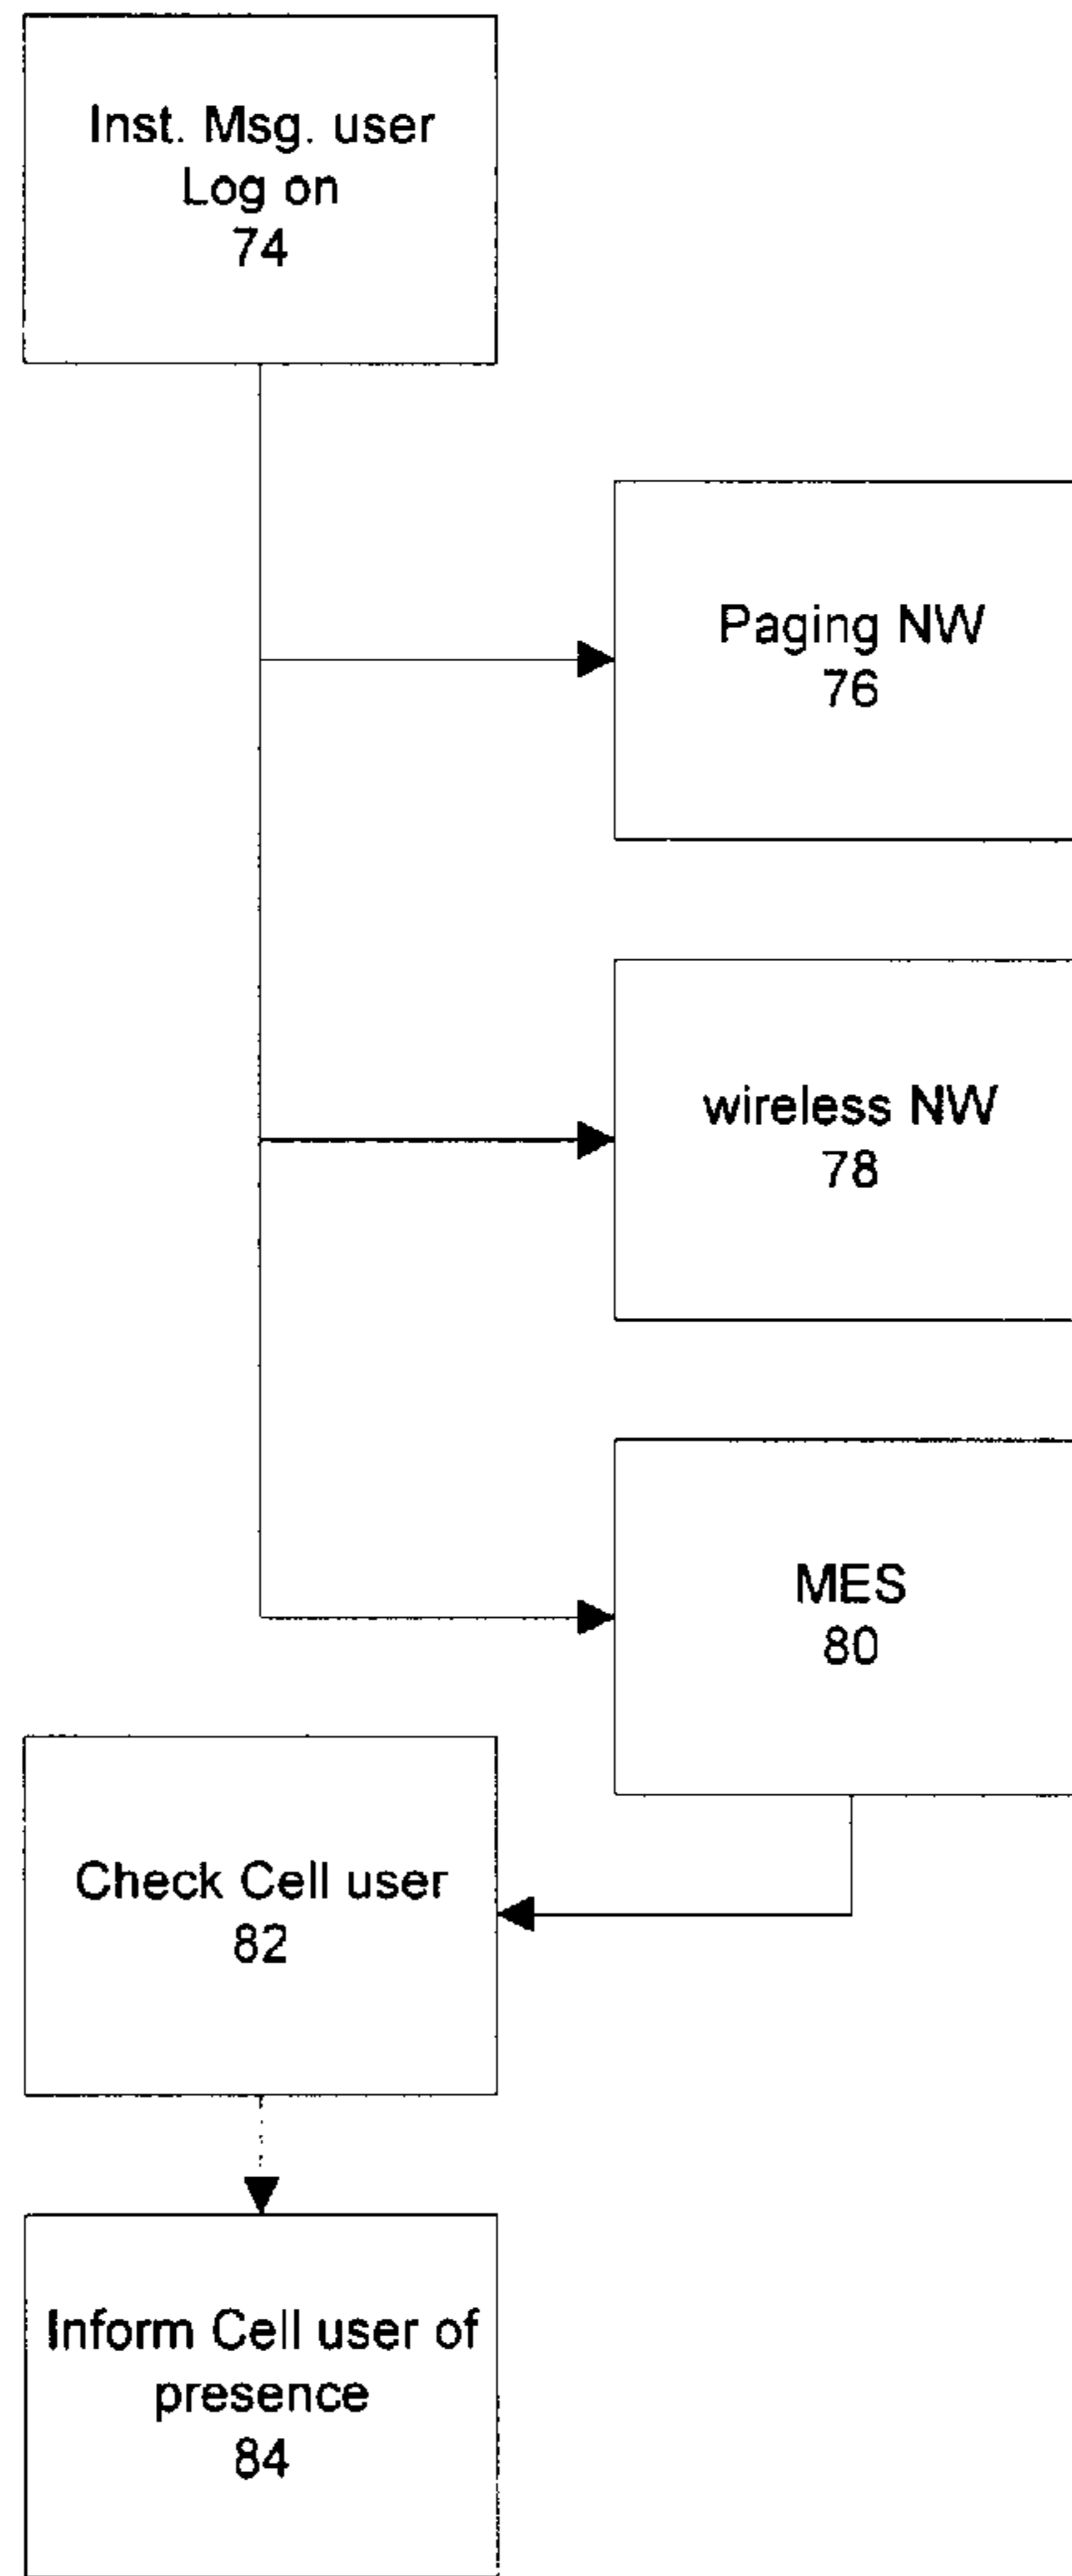 Inst. Msg. user
Log on
74
Paging NW
76
wireless NW
78
MES
80
Check Cell user
82
Inform Cell user of
presence
84